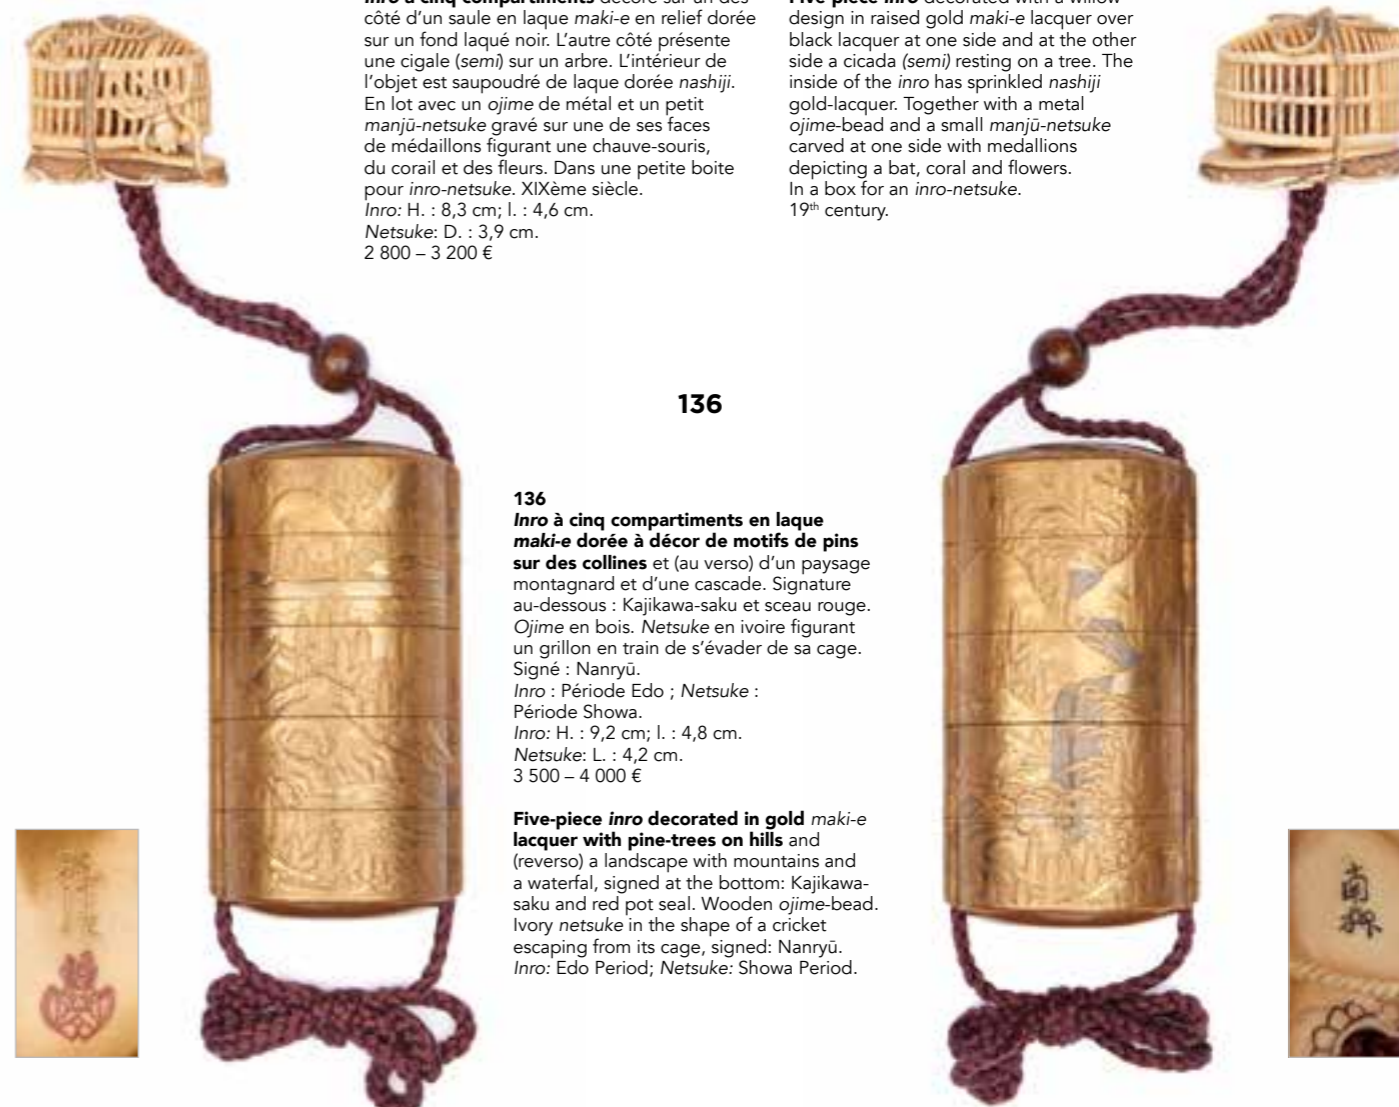 Inro à cinq compartiments décoré sur un des
côté d'un saule en laque maki-e en relief dorée
sur un fond laqué noir. L'autre côté présente
une cigale (semi) sur un arbre. L'intérieur de
l'objet est saupoudré de laque dorée nashiji.
En lot avec un ojime de métal et un petit
manjū-netsuke gravé sur une de ses faces
de médaillons figurant une chauve-souris,
du corail et des fleurs. Dans une petite boite
pour inro-netsuke. XIXème siècle.
Inro: H. : 8,3 cm; l. : 4,6 cm.
Netsuke: D. : 3,9 cm.
2 800 – 3 200 €
Five-piece inro decorated with a willow
design in raised gold maki-e lacquer over
black lacquer at one side and at the other
side a cicada (semi) resting on a tree. The
inside of the inro has sprinkled nashiji
gold-lacquer. Together with a metal
ojime-bead and a small manjū-netsuke
carved at one side with medallions
depicting a bat, coral and flowers.
In a box for an inro-netsuke.
19th century.
136
136
Inro à cinq compartiments en laque
maki-e dorée à décor de motifs de pins
sur des collines et (au verso) d'un paysage
montagnard et d'une cascade. Signature
au-dessous : Kajikawa-saku et sceau rouge.
Ojime en bois. Netsuke en ivoire figurant
un grillon en train de s'évader de sa cage.
Signé : Nanryū.
Inro : Période Edo ; Netsuke :
Période Showa.
Inro: H. : 9,2 cm; l. : 4,8 cm.
Netsuke: L. : 4,2 cm.
3 500 – 4 000 €
Five-piece inro decorated in gold maki-e
lacquer with pine-trees on hills and
(reverso) a landscape with mountains and
a waterfal, signed at the bottom: Kajikawa-
saku and red pot seal. Wooden ojime-bead.
Ivory netsuke in the shape of a cricket
escaping from its cage, signed: Nanryū.
Inro: Edo Period; Netsuke: Showa Period.